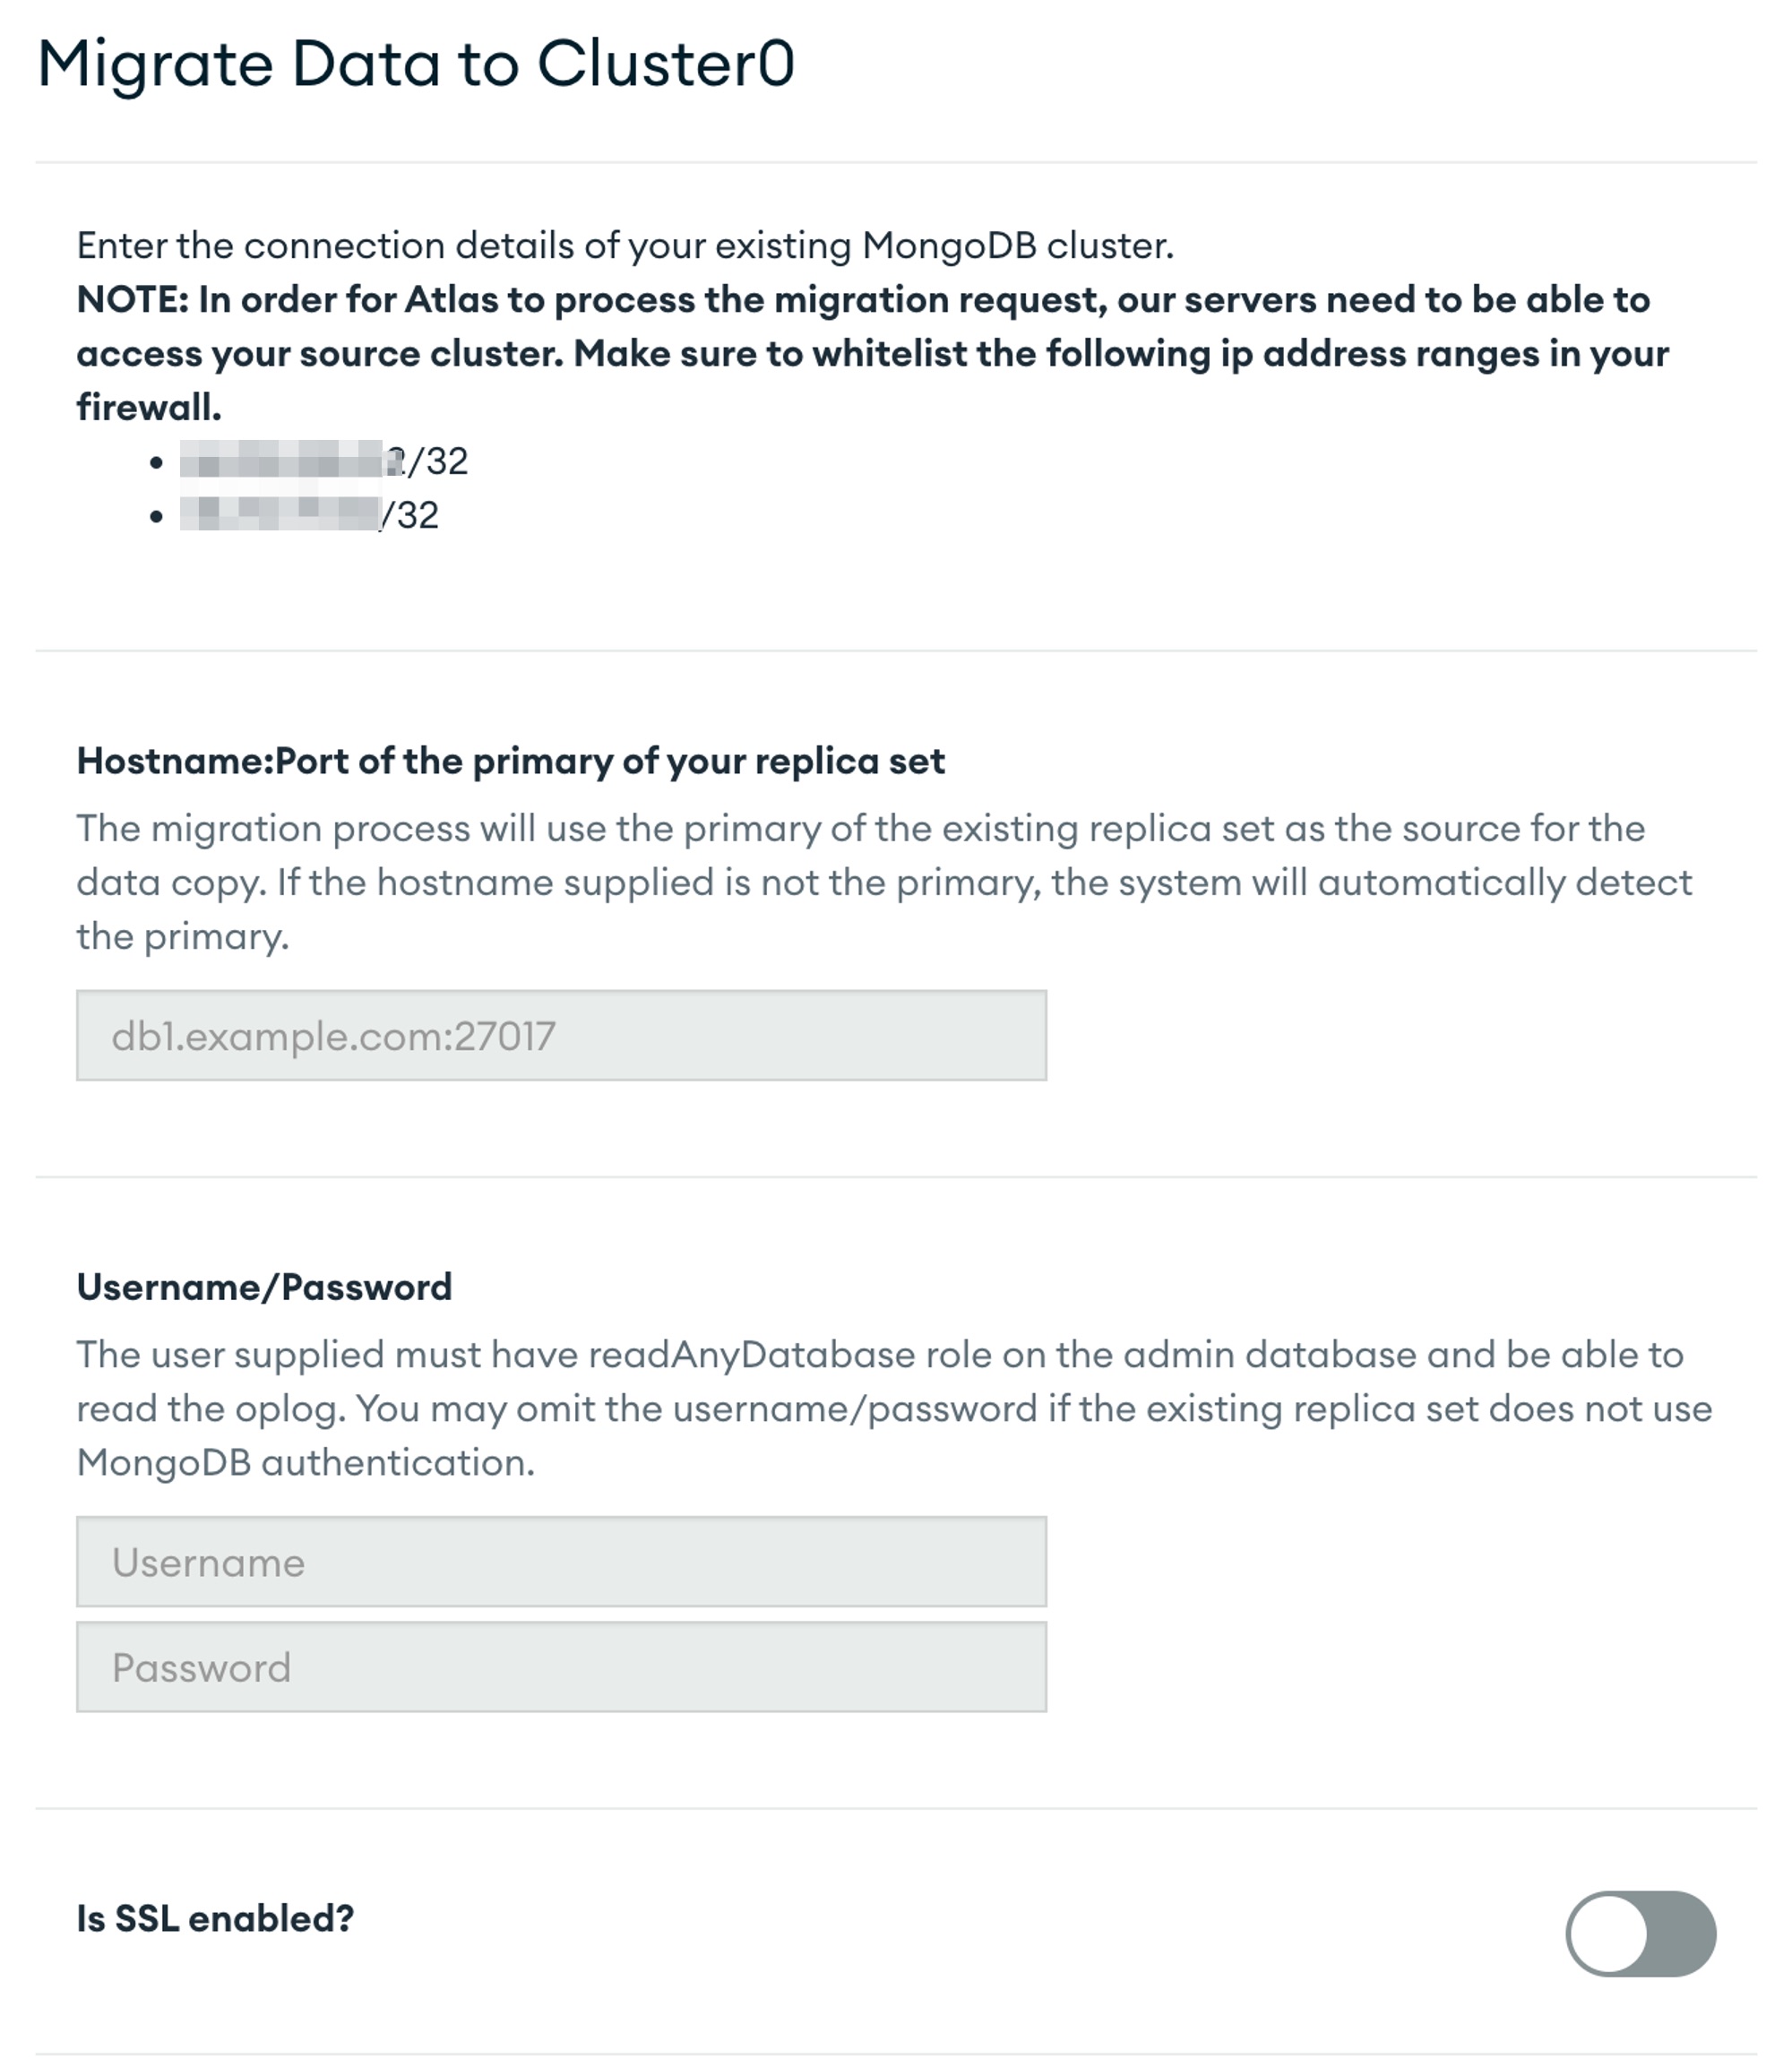 Migrate Data to Cluster0
Enter the connection details of your existing MongoDB cluster.
NOTE: In order for Atlas to process the migration request, our servers need to be able to
access your source cluster. Make sure to whitelist the following ip address ranges in your
firewall.
/32
/32
Hostname:Port of the primary of your replica set
The migration process will use the primary of the existing replica set as the source for the
data copy. If the hostname supplied is not the primary, the system will automatically detect
the primary.
db1.example.com:27017
Username/Password
The user supplied must have readAnyDatabase role on the admin database and be able to
read the oplog. You may omit the username/password if the existing replica set does not use
MongoDB authentication.
Username
Password
Is SSL enabled?